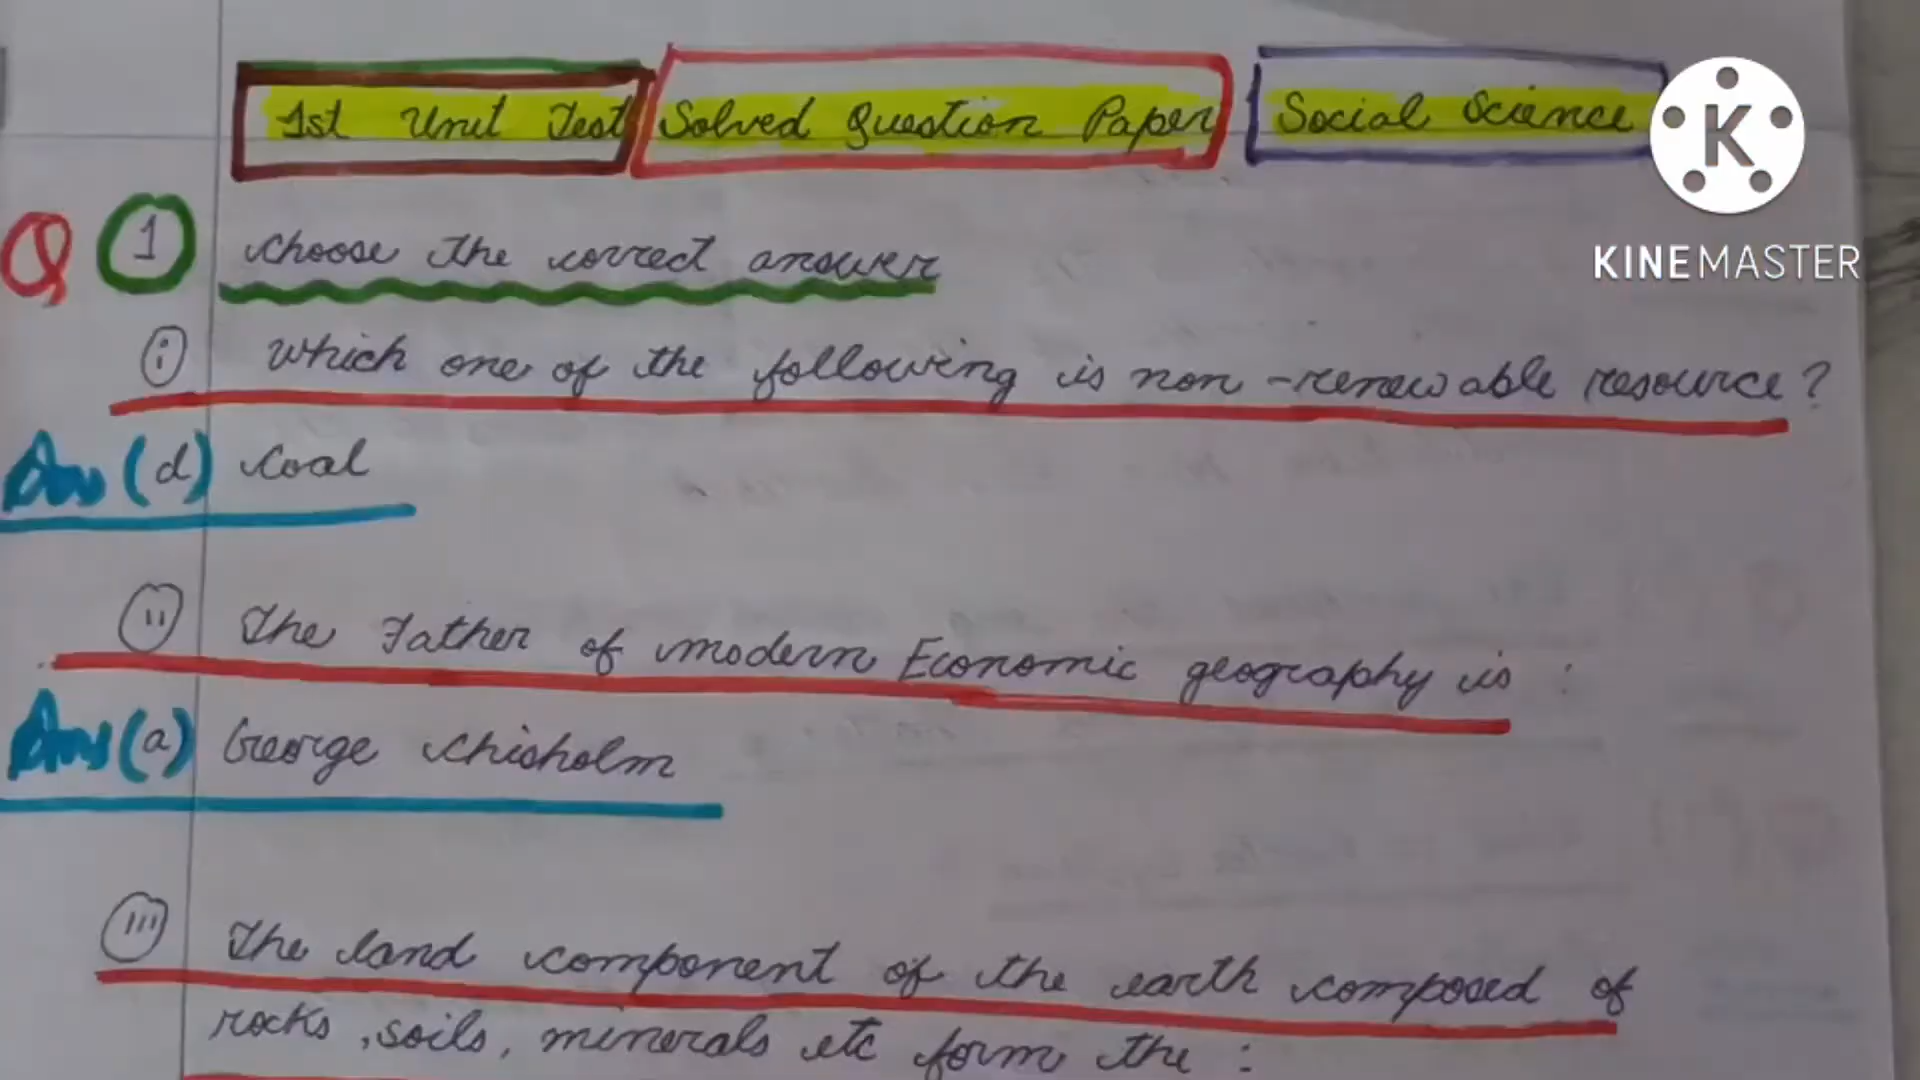 1st Unit Test Solved Question Paper Social Science
K
KINEMASTER
Q 1 choose the correct answer
i which one of the following is non-renewable resource?
Ans (d) coal
ii The Father of modern Economic geography is :
Ans (a) George chisholm
iii The land component of the earth composed of
rocks, soils, minerals etc form the :